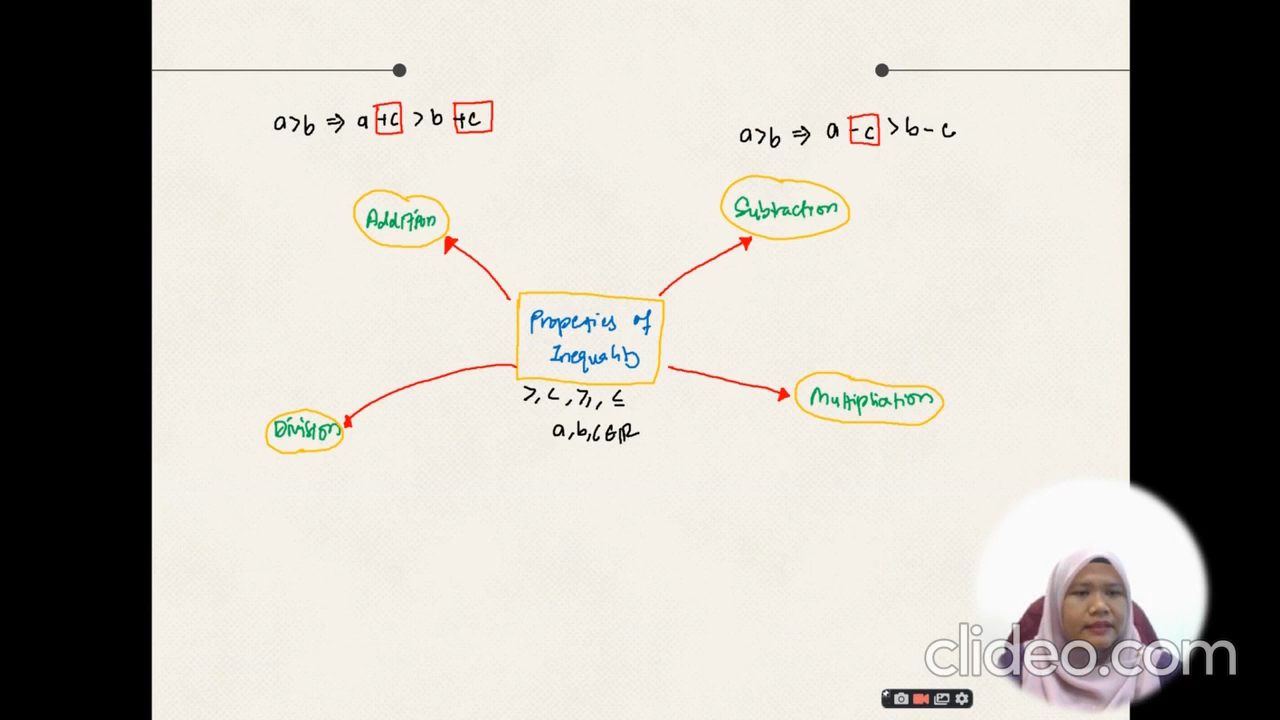 a>b ⇒ a +c >b +c
a>b ⇒ a -c >b-c
Addition
Subtraction
Properties of
Inequality
>, <, ≥, ≤
a,b,c∈ℝ
Division
Multiplication
clideo.com